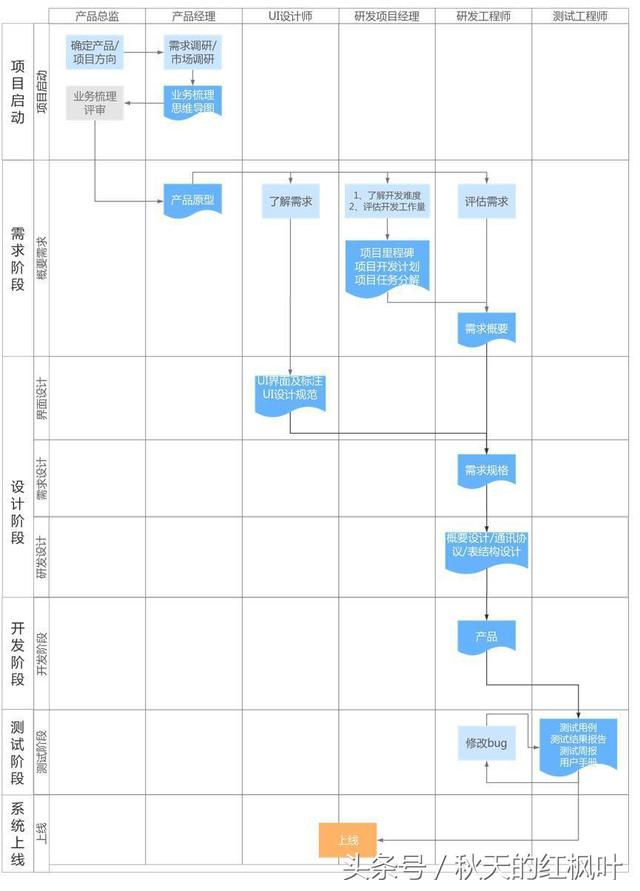 产品总监
产品经理
UI设计师
研发项目经理
研发工程师
测试工程师
项目启动
项目启动
确定产品/
项目方向
需求调研/
市场调研
业务梳理
评审
业务梳理
思维导图
需求阶段
概要需求
产品原型
了解需求
1、了解开发难度
2、评估开发工作量
评估需求
项目里程碑
项目开发计划
项目任务分解
需求概要
设计阶段
界面设计
UI界面及标注
UI设计规范
需求设计
需求规格
研发设计
概要设计/通讯协
议/表结构设计
开发阶段
开发阶段
产品
测试阶段
测试阶段
修改bug
测试用例
测试结果报告
测试周报
用户手册
系统上线
上线
上线
头条号/秋天的红枫叶